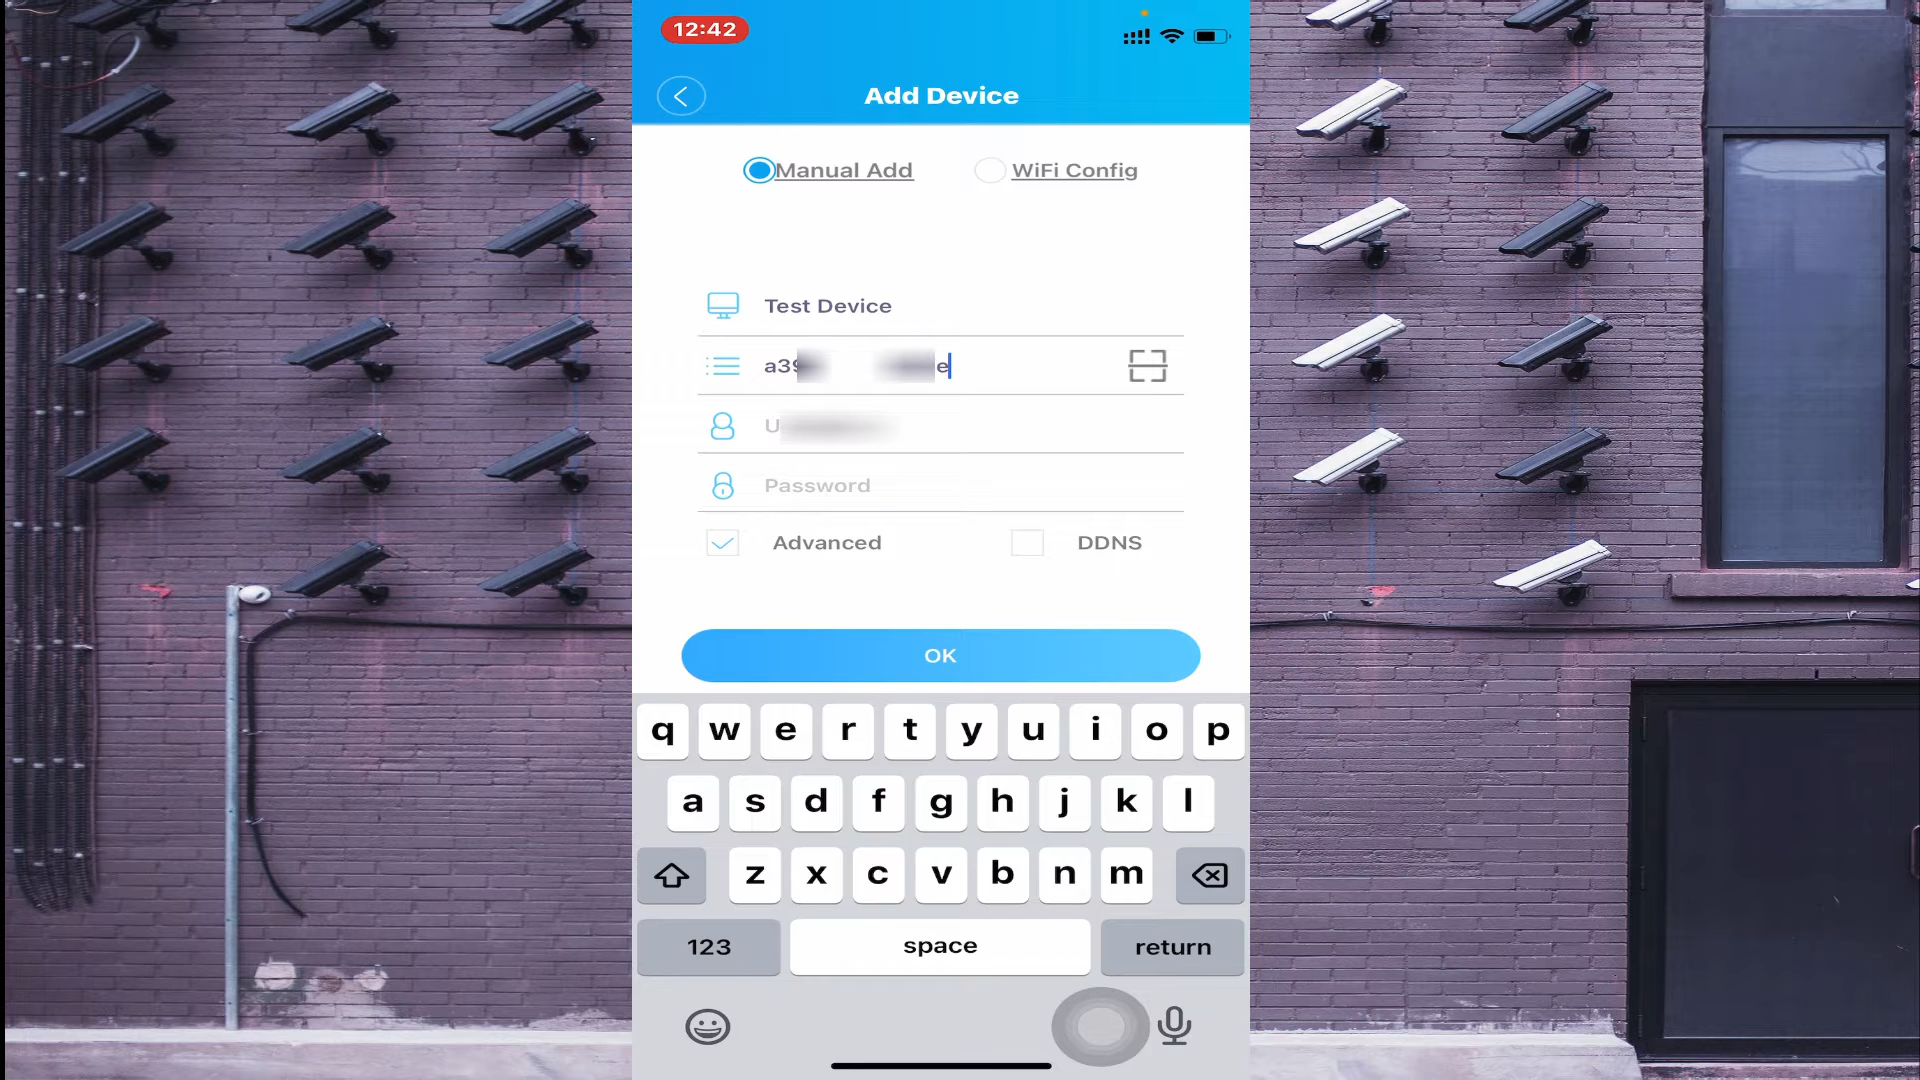 12:42
Add Device
Manual Add WiFi Config
Test Device
Password
Advanced DDNS
OK
q w e r t y u i o p
a s d f g h j k l
z x c v b n m
123 space return